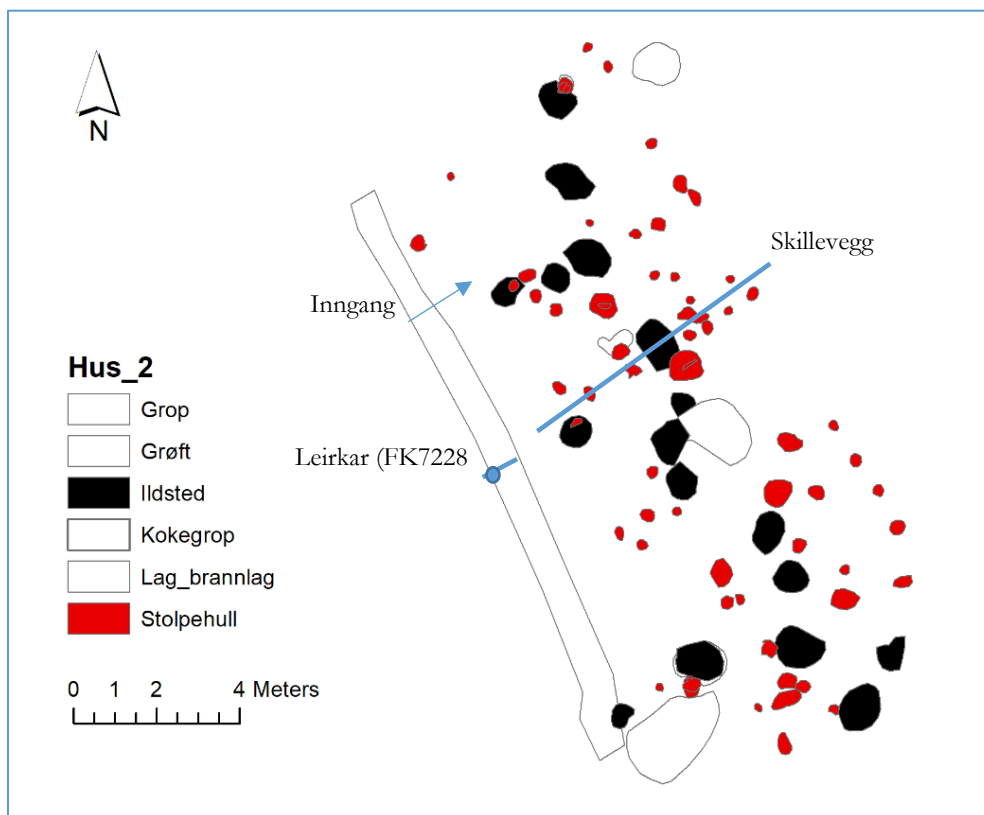 N
Skillevegg
Inngang
Hus_2
Grop
Grøft
Leirkar (FK7228
Ildsted
Kokegrop
Lag_brannlag
Stolpehull
0 1 2 4 Meters